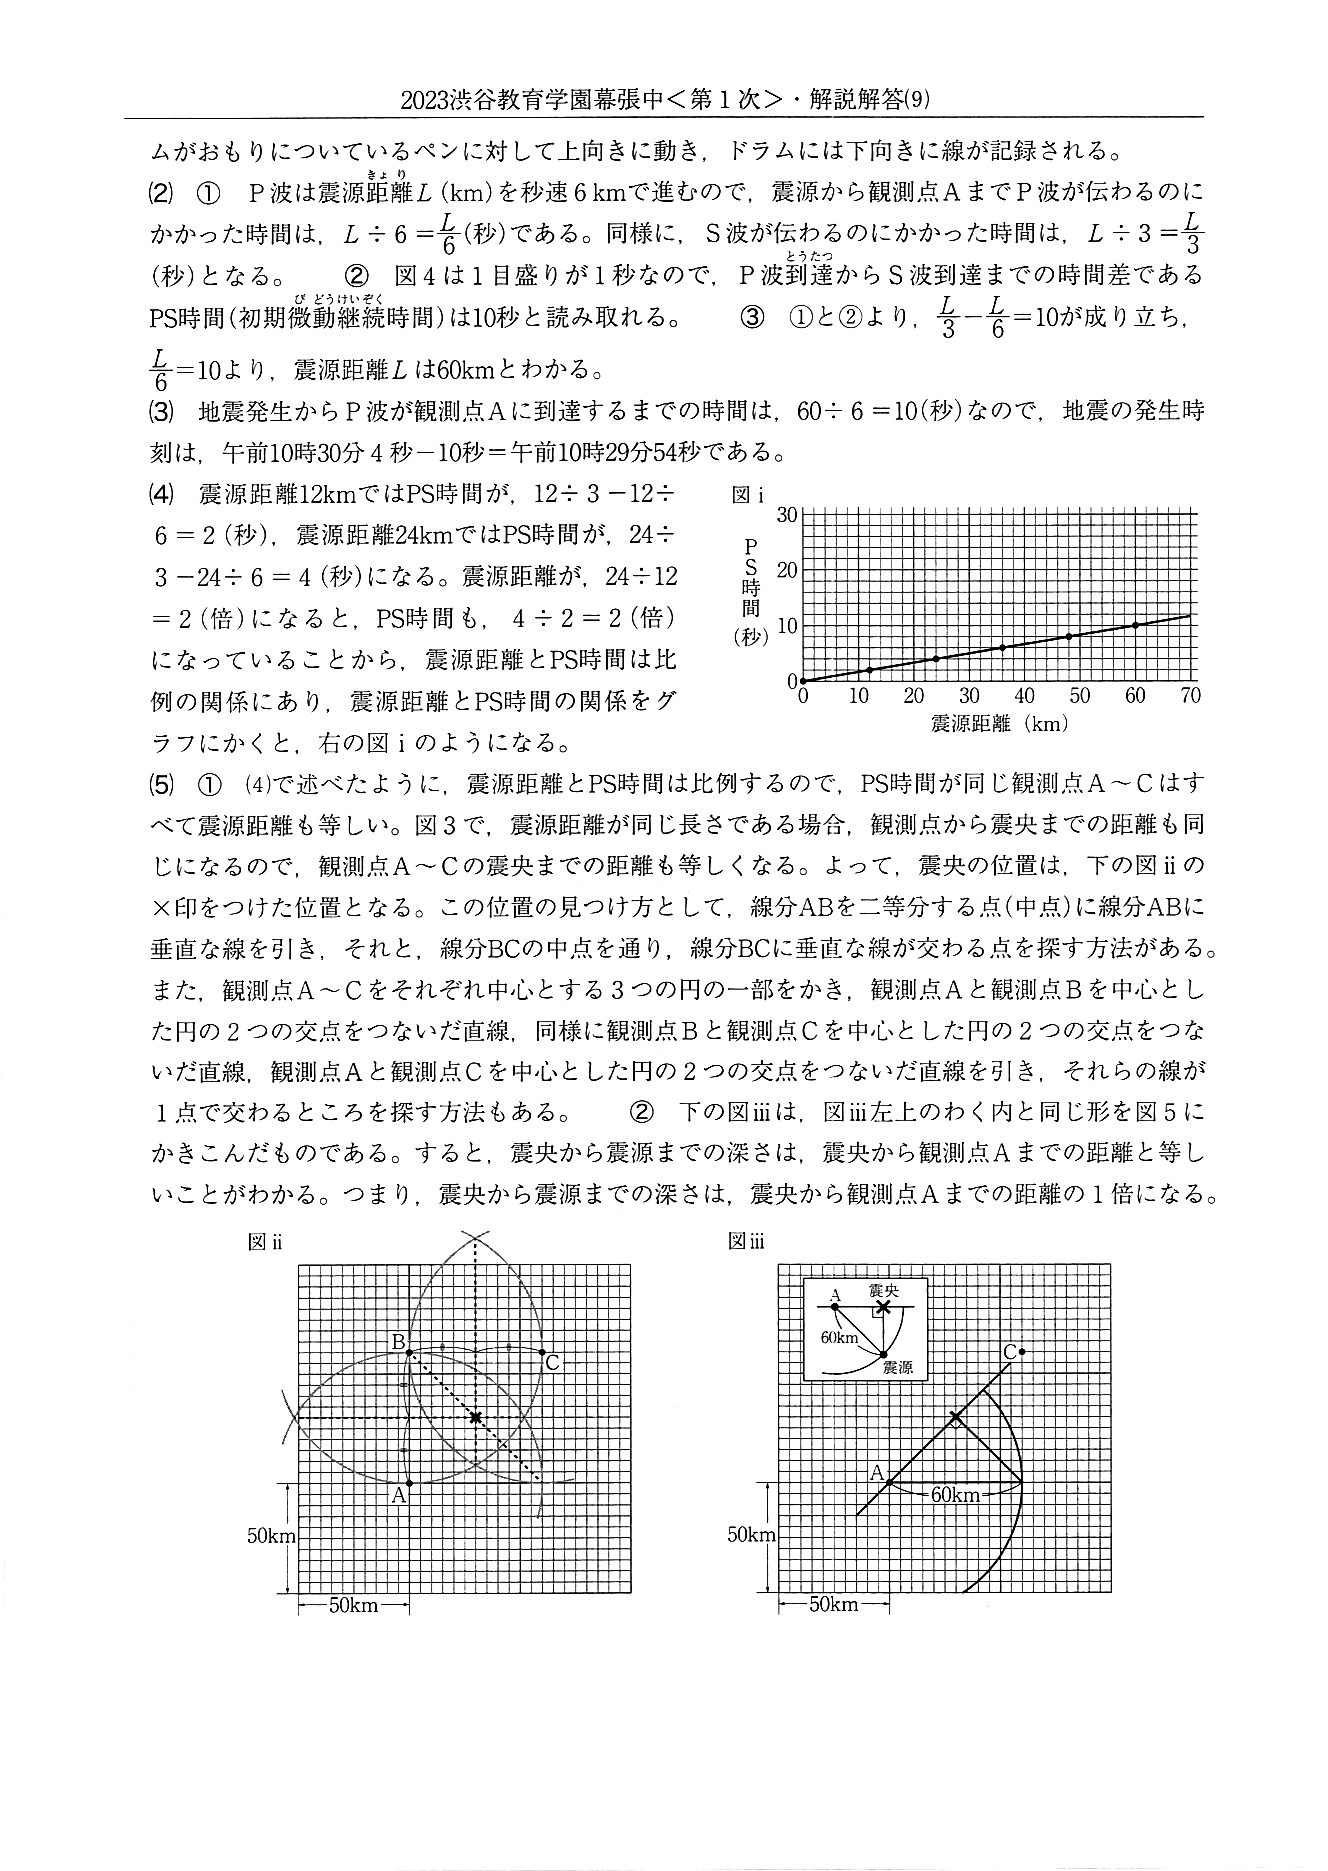 2023渋谷教育学園幕張中＜第１次＞・解説解答(9)
ムがおもりについているペンに対して上向きに動き，ドラムには下向きに線が記録される。
(2) ① Ｐ波は震源距離L（km）を秒速６kmで進むので，震源から観測点ＡまでＰ波が伝わるのに
きょり
かかった時間は，L÷６＝L/6（秒）である。同様に，Ｓ波が伝わるのにかかった時間は，L÷３＝L/3
（秒）となる。 ② 図４は１目盛りが１秒なので，Ｐ波到達からＳ波到達までの時間差である
とうたつ
PS時間（初期微動継続時間）は10秒と読み取れる。 ③ ①と②より，L/3－L/6＝10が成り立ち，
びどうけいぞく
L/6＝10より，震源距離Lは60kmとわかる。
(3) 地震発生からＰ波が観測点Ａに到達するまでの時間は，60÷６＝10（秒）なので，地震の発生時
刻は，午前10時30分４秒－10秒＝午前10時29分54秒である。
(4) 震源距離12kmではPS時間が，12÷３－12÷
６＝２（秒），震源距離24kmではPS時間が，24÷
３－24÷６＝４（秒）になる。震源距離が，24÷12
＝２（倍）になると，PS時間も，４÷２＝２（倍）
になっていることから，震源距離とPS時間は比
例の関係にあり，震源距離とPS時間の関係をグ
ラフにかくと，右の図ⅰのようになる。
図ⅰ
30
20
10
0
PS時間（秒）
0 10 20 30 40 50 60 70
震源距離（km）
(5) ① (4)で述べたように，震源距離とPS時間は比例するので，PS時間が同じ観測点Ａ～Ｃはす
べて震源距離も等しい。図３で，震源距離が同じ長さである場合，観測点から震央までの距離も同
じになるので，観測点Ａ～Ｃの震央までの距離も等しくなる。よって，震央の位置は，下の図ⅱの
×印をつけた位置となる。この位置の見つけ方として，線分ABを二等分する点（中点）に線分ABに
垂直な線を引き，それと，線分BCの中点を通り，線分BCに垂直な線が交わる点を探す方法がある。
また，観測点Ａ～Ｃをそれぞれ中心とする３つの円の一部をかき，観測点Ａと観測点Ｂを中心とし
た円の２つの交点をつないだ直線，同様に観測点Ｂと観測点Ｃを中心とした円の２つの交点をつな
いだ直線，観測点Ａと観測点Ｃを中心とした円の２つの交点をつないだ直線を引き，それらの線が
１点で交わるところを探す方法もある。 ② 下の図ⅲは，図ⅲ左上のわく内と同じ形を図５に
かきこんだものである。すると，震央から震源までの深さは，震央から観測点Ａまでの距離と等し
いことがわかる。つまり，震央から震源までの深さは，震央から観測点Ａまでの距離の１倍になる。
図ⅱ
B
C
A
50km
50km
図ⅲ
A
震央
60km
震源
C
A
60km
50km
50km